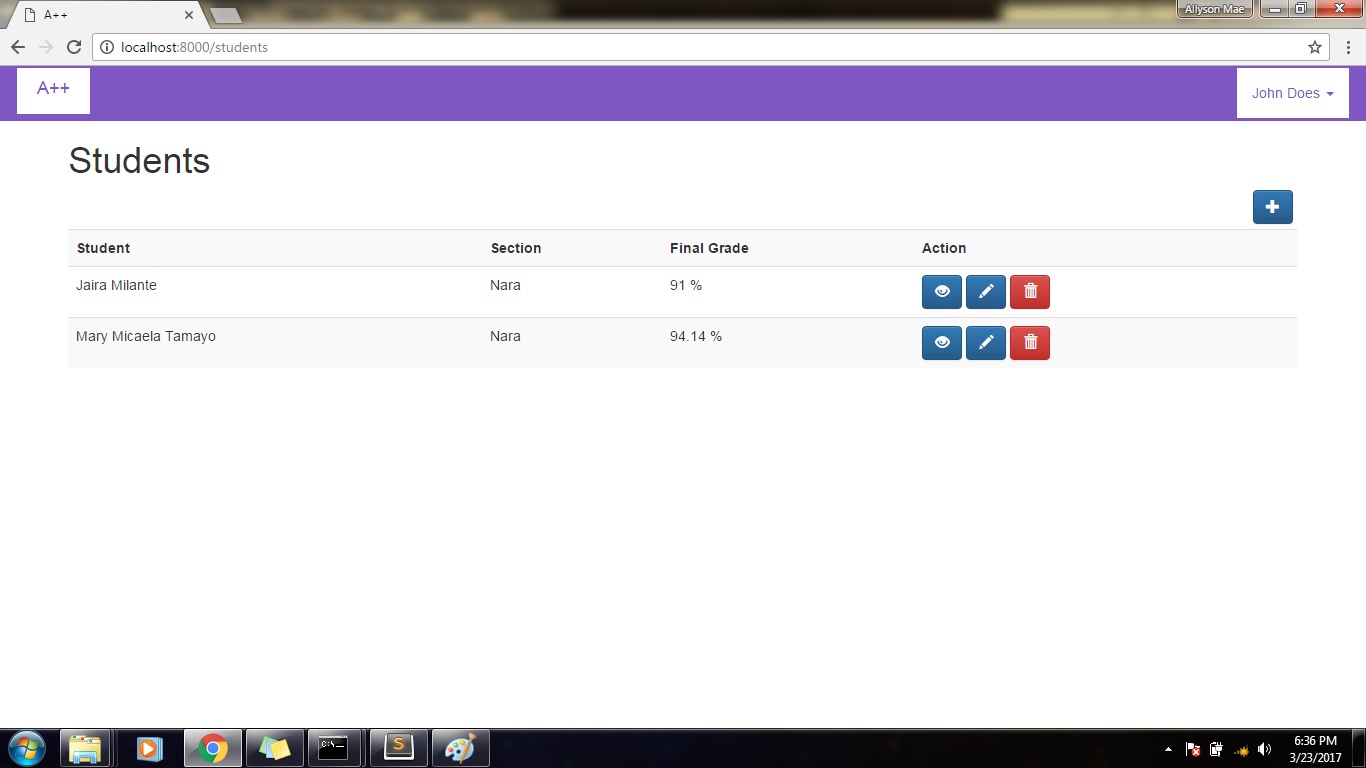 A++
Allyson Mae
localhost:8000/students
A++
John Does
Students
Student Section Final Grade Action
Jaira Milante Nara 91 %
Mary Micaela Tamayo Nara 94.14 %
C:\_
S
6:36 PM
3/23/2017